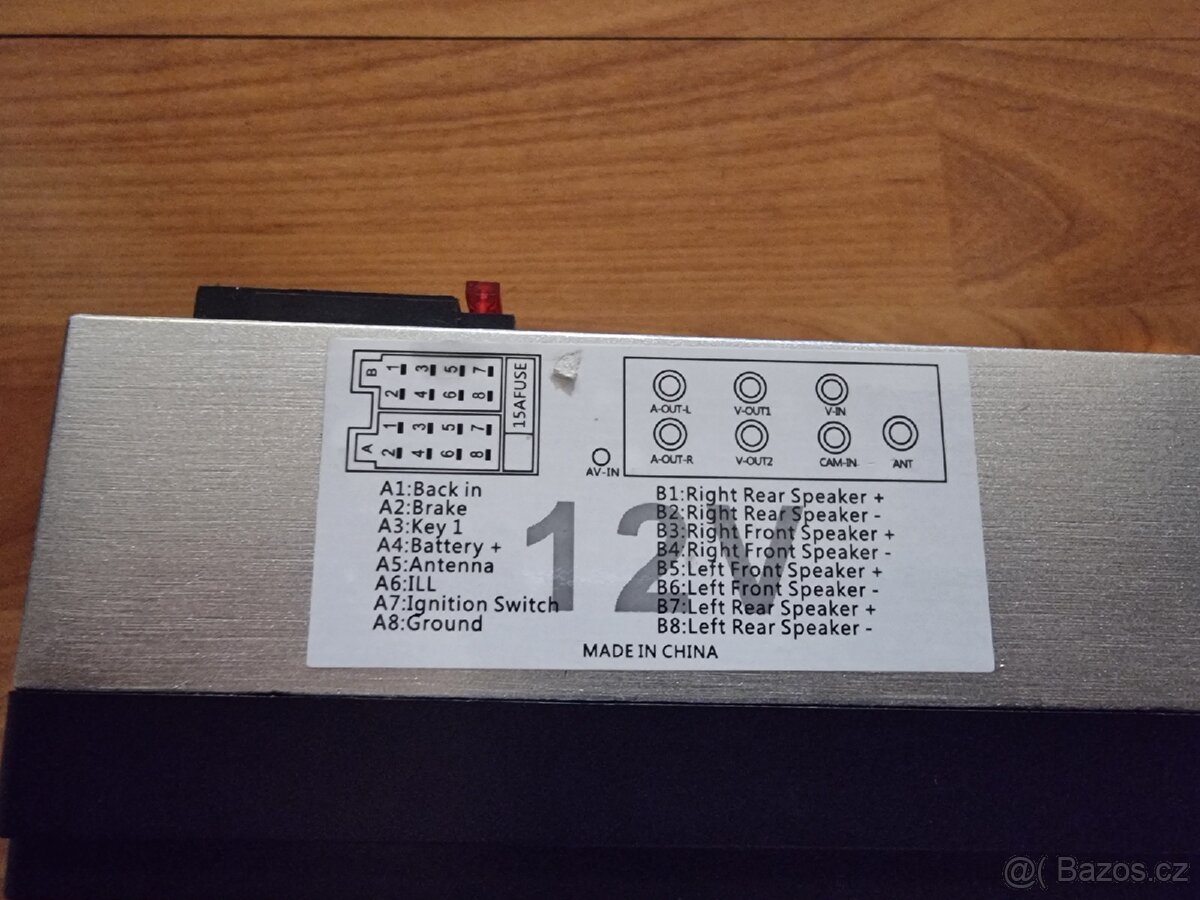 B 1 3 5 7
2 4 6 8
A 1 3 5 7
2 4 6 8
15AFUSE
AV-IN
A-OUT-L V-OUT1 V-IN
A-OUT-R V-OUT2 CAM-IN ANT
A1:Back in
A2:Brake
A3:Key 1
A4:Battery +
A5:Antenna
A6:ILL
A7:Ignition Switch
A8:Ground
12V
B1:Right Rear Speaker +
B2:Right Rear Speaker -
B3:Right Front Speaker +
B4:Right Front Speaker -
B5:Left Front Speaker +
B6:Left Front Speaker -
B7:Left Rear Speaker +
B8:Left Rear Speaker -
MADE IN CHINA
@( Bazos.cz